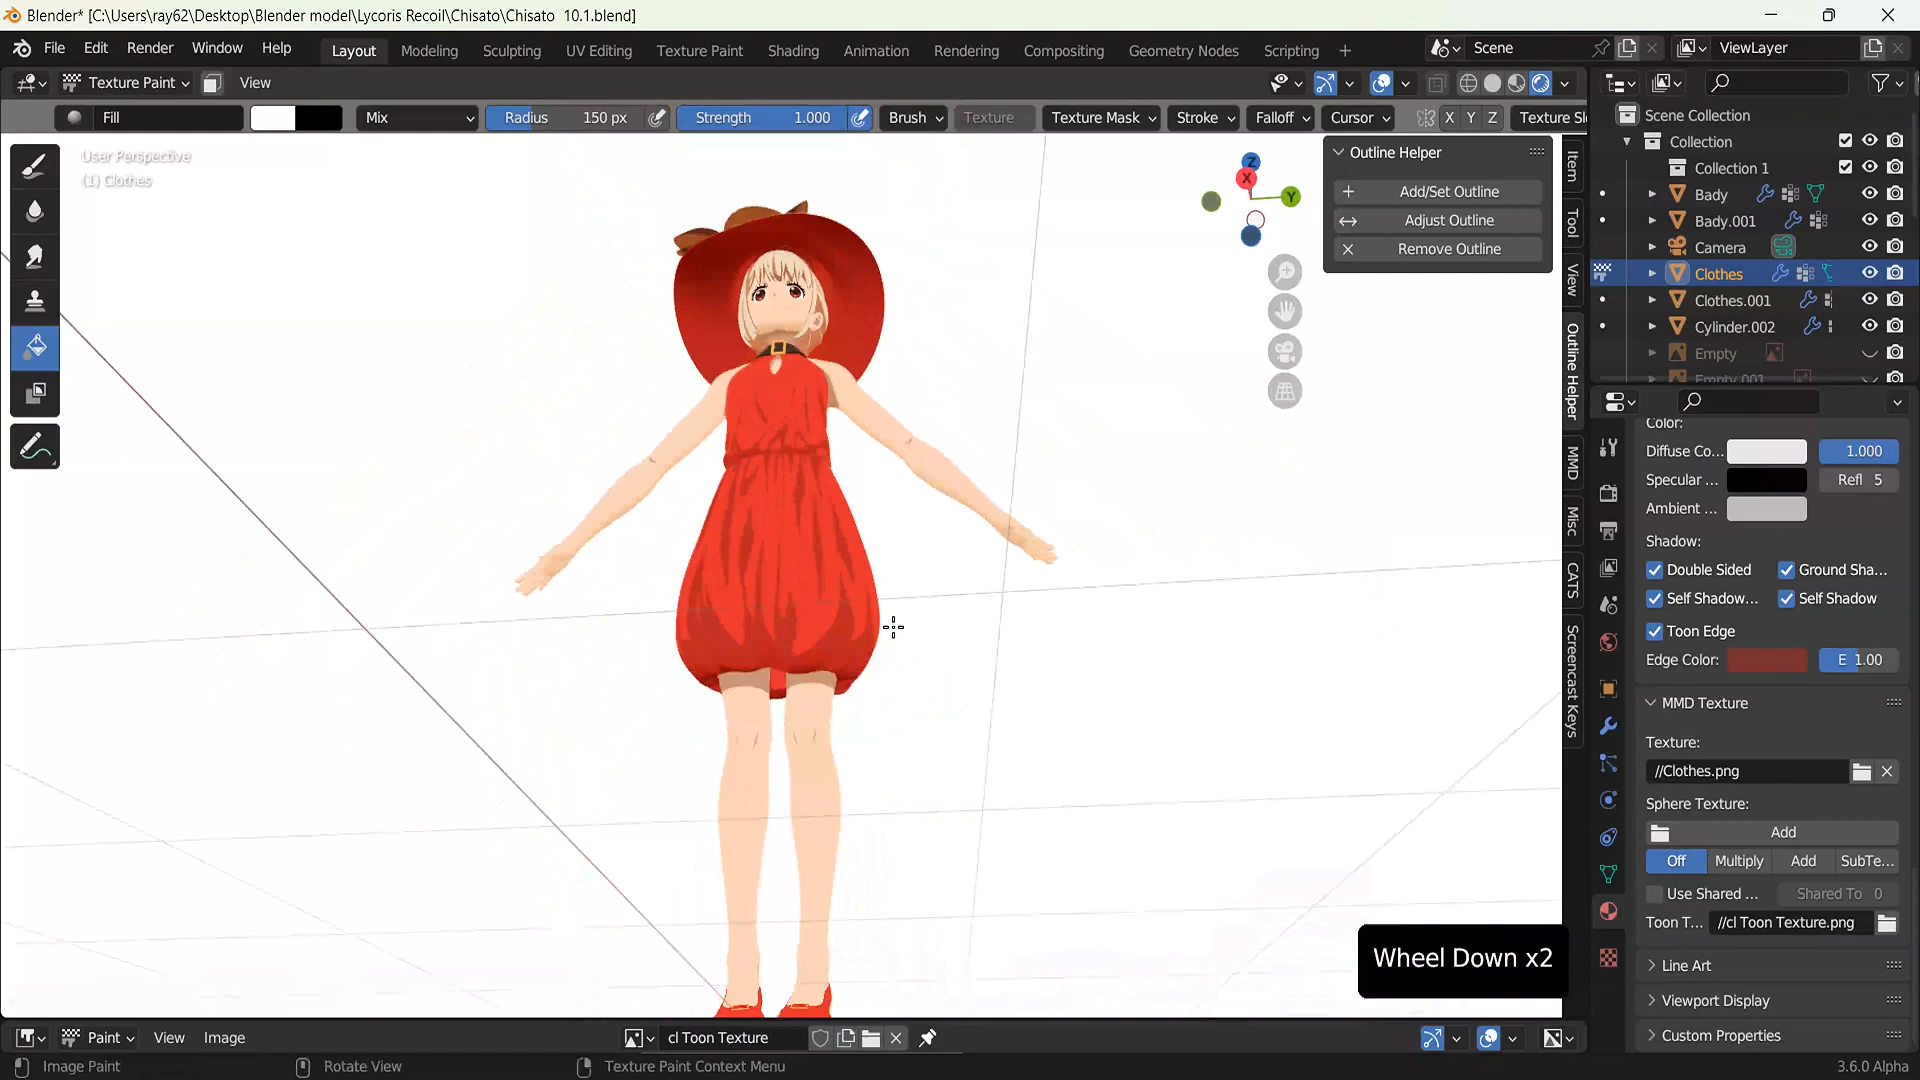 Blender* [C:\Users\ray62\Desktop\Blender model\Lycoris Recoil\Chisato\Chisato 10.1.blend]
File Edit Render Window Help Layout Modeling Sculpting UV Editing Texture Paint Shading Animation Rendering Compositing Geometry Nodes Scripting + Scene ViewLayer
Texture Paint View
Fill Mix Radius 150 px Strength 1.000 Brush Texture Texture Mask Stroke Falloff Cursor X Y Z Texture Sl
User Perspective
(1) Clothes
Z
X
Y
Outline Helper
Add/Set Outline
Adjust Outline
Remove Outline
Item
Tool
View
Outline Helper
MMD
Misc
CATS
Screencast Keys
Scene Collection
Collection
Collection 1
Bady
Bady.001
Camera
Clothes
Clothes.001
Cylinder.002
Empty
Empty.001
Color:
Diffuse Co... 1.000
Specular ... Refl 5
Ambient ...
Shadow:
Double Sided Ground Sha...
Self Shadow... Self Shadow
Toon Edge
Edge Color: E 1.00
MMD Texture
Texture:
//Clothes.png
Sphere Texture:
Add
Off Multiply Add SubTe...
Use Shared ... Shared To 0
Toon T... //cl Toon Texture.png
Line Art
Viewport Display
Custom Properties
Wheel Down x2
Paint View Image cl Toon Texture
Image Paint Rotate View Texture Paint Context Menu 3.6.0 Alpha